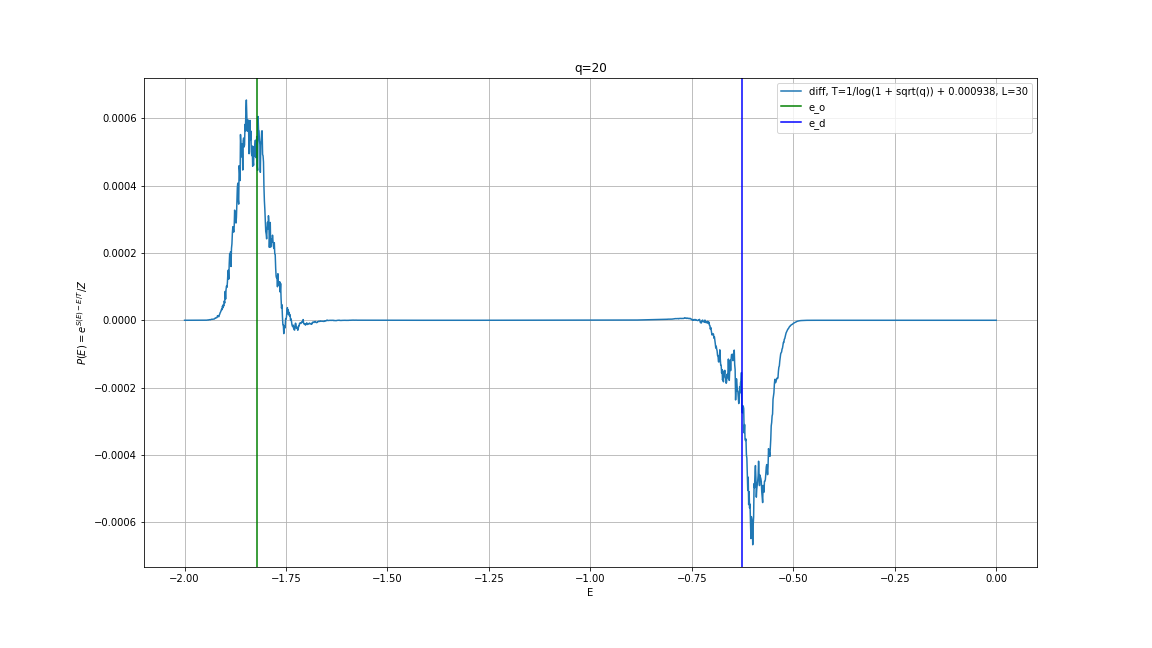 q=20
diff, T=1/log(1 + sqrt(q)) + 0.000938, L=30
e_o
e_d
0.0006
0.0004
0.0002
0.0000
−0.0002
−0.0004
−0.0006
P(E) = e^{S(E) − E/T}/Z
−2.00 −1.75 −1.50 −1.25 −1.00 −0.75 −0.50 −0.25 0.00
E